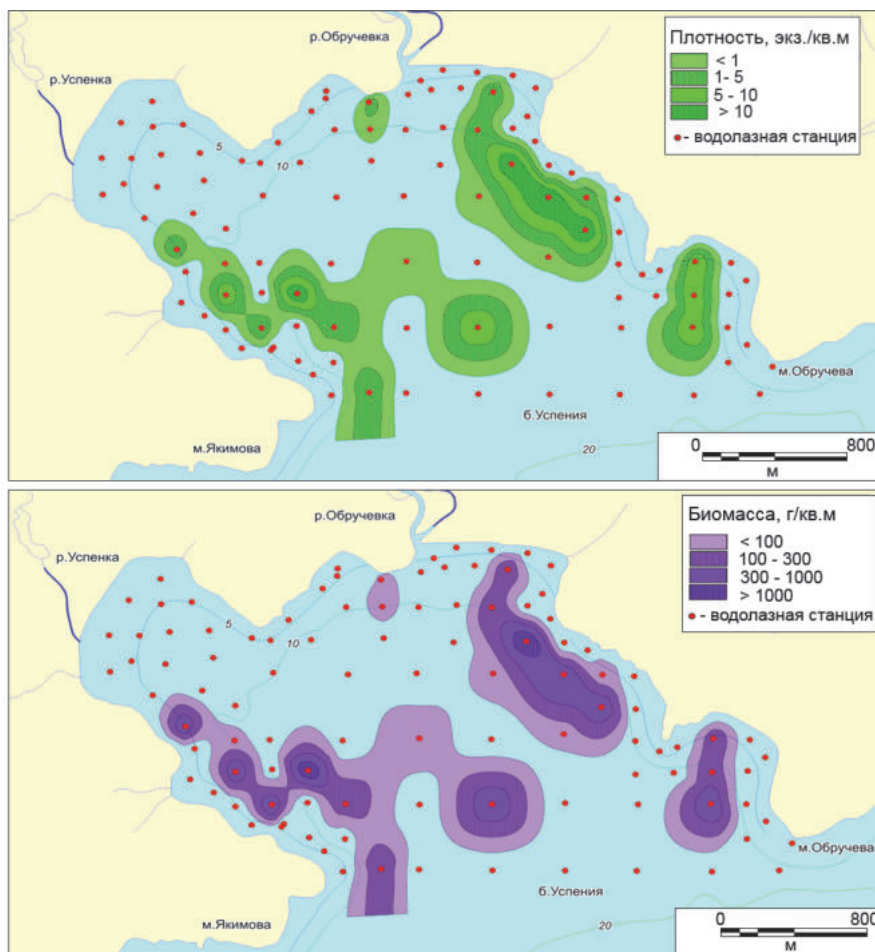 р.Обручевка
р.Успенка
Плотность, экз./кв.м
< 1
1- 5
5 - 10
> 10
- водолазная станция
5
10
м.Обручева
б.Успения
м.Якимова
20
0 800
м
р.Обручевка
р.Успенка
Биомасса, г/кв.м
< 100
100 - 300
300 - 1000
> 1000
- водолазная станция
5
10
м.Обручева
б.Успения
м.Якимова
20
0 800
м